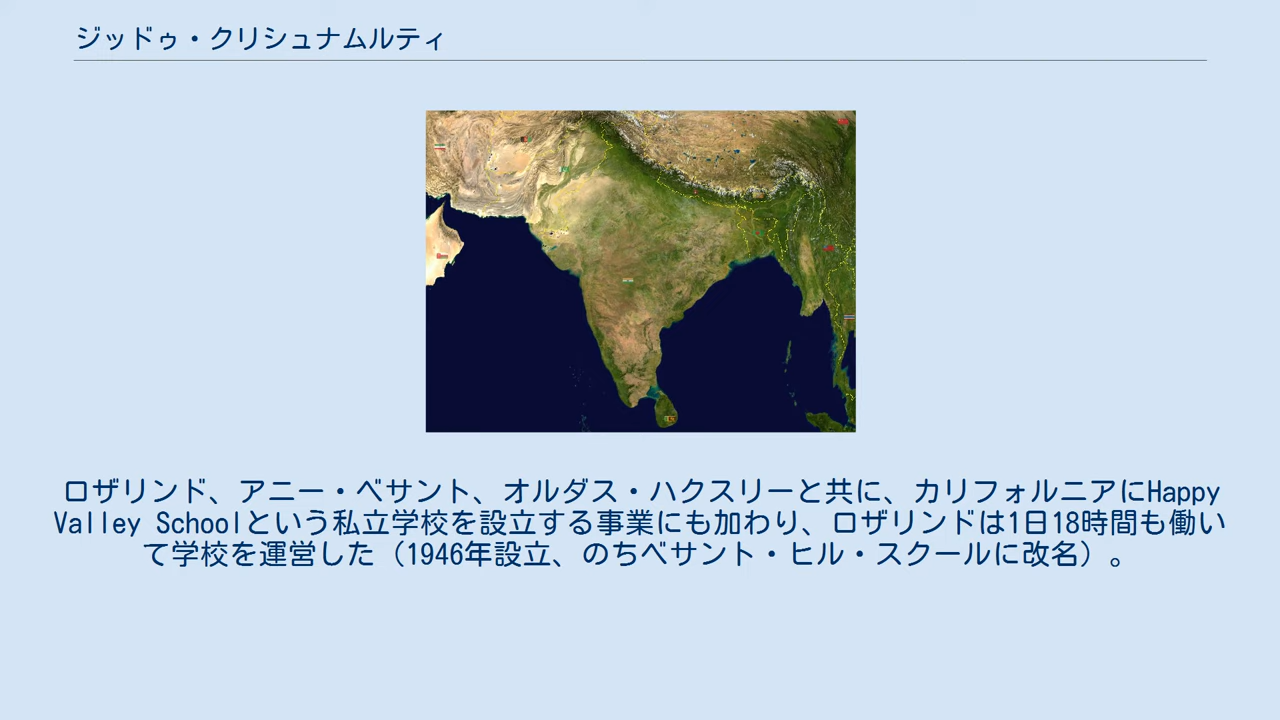 ジッドゥ・クリシュナムルティ
ロザリンド、アニー・ベサント、オルダス・ハクスリーと共に、カリフォルニアにHappy
Valley Schoolという私立学校を設立する事業にも加わり、ロザリンドは1日18時間も働い
て学校を運営した（1946年設立、のちベサント・ヒル・スクールに改名）。